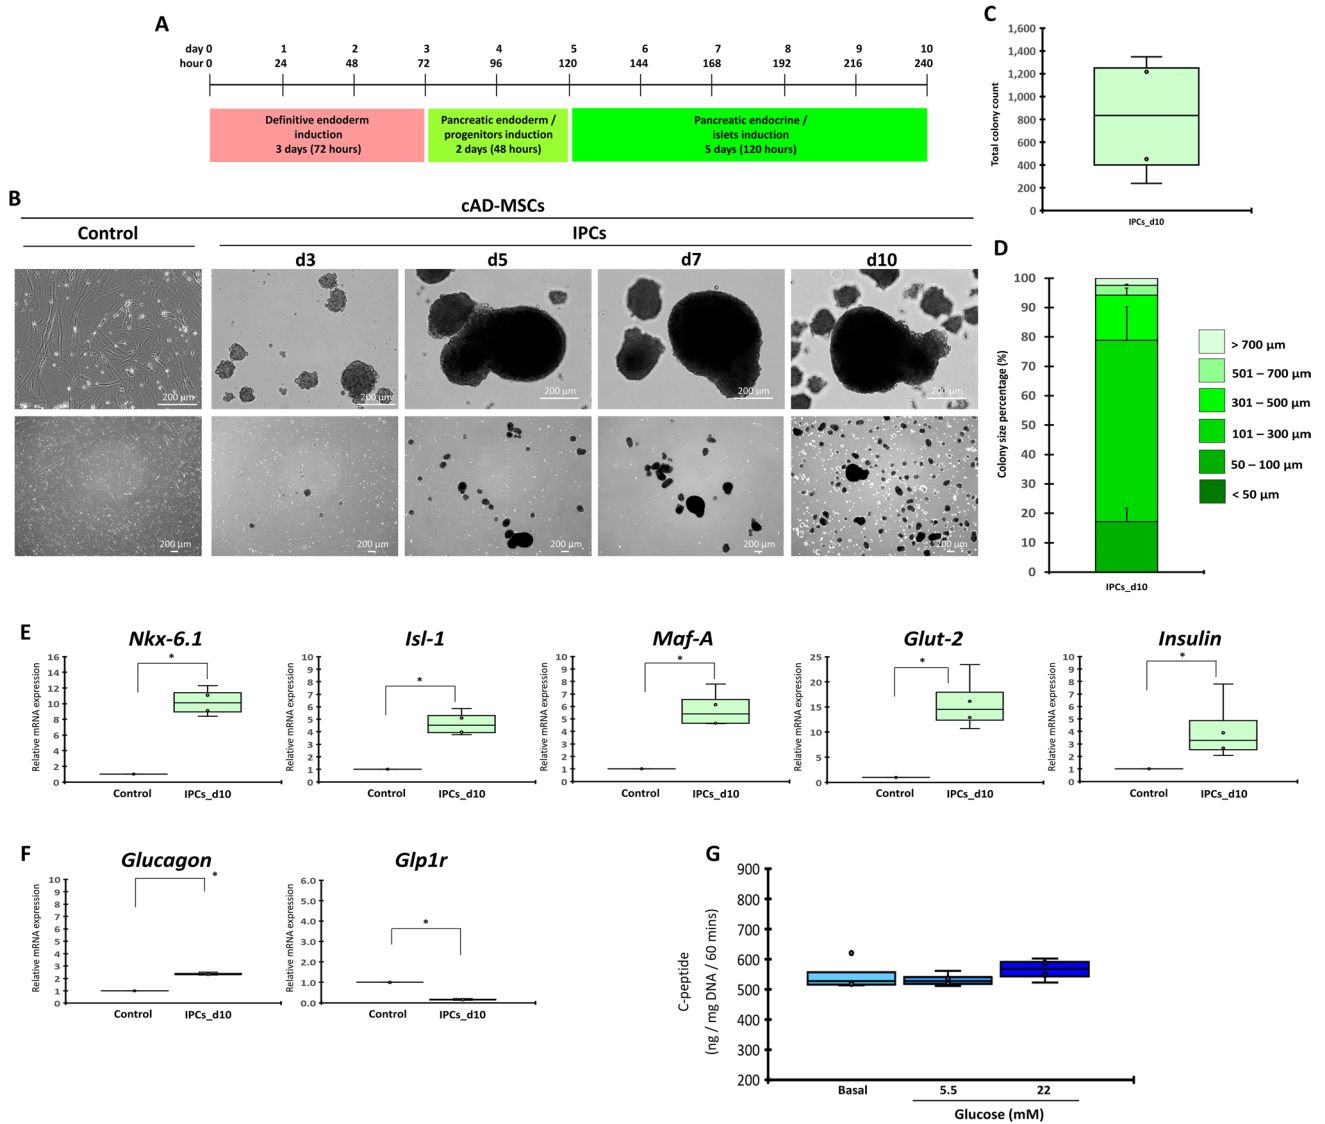 A
day 0 1 2 3 4 5 6 7 8 9 10
hour 0 24 48 72 96 120 144 168 192 216 240
Definitive endoderm
induction
3 days (72 hours)
Pancreatic endoderm /
progenitors induction
2 days (48 hours)
Pancreatic endocrine /
islets induction
5 days (120 hours)
B
cAD-MSCs
Control
IPCs
d3 d5 d7 d10
200 μm 200 μm 200 μm 200 μm 200 μm
200 μm 200 μm 200 μm 200 μm 200 μm
C
Total colony count
1,600
1,400
1,200
1,000
800
600
400
200
0
IPCs_d10
D
Colony size percentage (%)
100
90
80
70
60
50
40
30
20
10
0
IPCs_d10
> 700 μm
501 – 700 μm
301 – 500 μm
101 – 300 μm
50 – 100 μm
< 50 μm
E
Nkx-6.1
Relative mRNA expression
16
14
12
10
8
6
4
2
0
*
Control IPCs_d10
Isl-1
Relative mRNA expression
10
9
8
7
6
5
4
3
2
1
0
*
Control IPCs_d10
Maf-A
Relative mRNA expression
10
9
8
7
6
5
4
3
2
1
0
*
Control IPCs_d10
Glut-2
Relative mRNA expression
25
20
15
10
5
0
*
Control IPCs_d10
Insulin
Relative mRNA expression
10
9
8
7
6
5
4
3
2
1
0
*
Control IPCs_d10
F
Glucagon
Relative mRNA expression
10
9
8
7
6
5
4
3
2
1
0
*
Control IPCs_d10
Glp1r
Relative mRNA expression
6.0
5.0
4.0
3.0
2.0
1.0
0.0
*
Control IPCs_d10
G
C-peptide
(ng / mg DNA / 60 mins)
900
800
700
600
500
400
300
200
Basal 5.5 22
Glucose (mM)